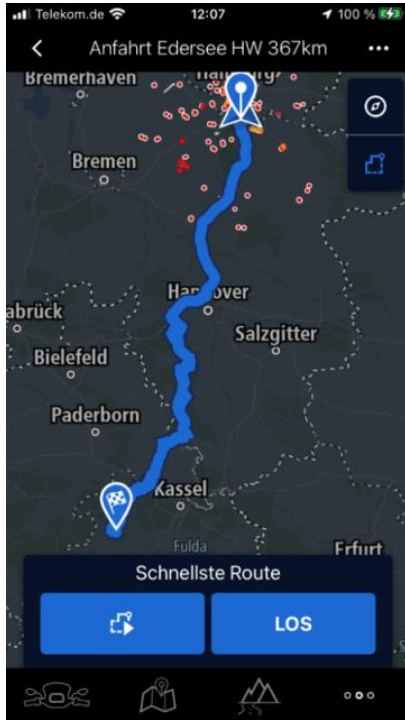 Telekom.de 12:07 100 %
Anfahrt Edersee HW 367km
Bremerhaven
Hamburg
Bremen
Hannover
Salzgitter
abrück
Bielefeld
Paderborn
Kassel
Fulda
Erfurt
Schnellste Route
LOS